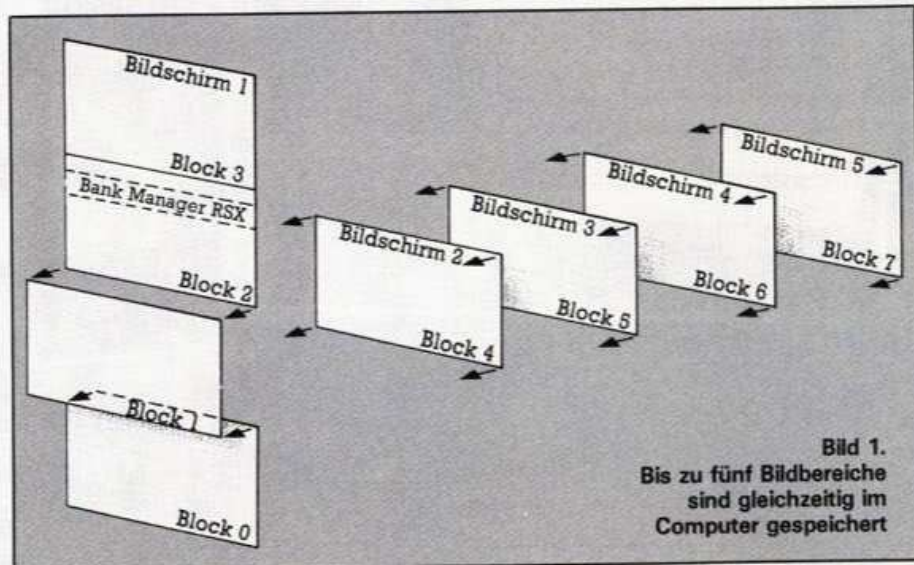 Bildschirm 1
Block 3
Bank Manager RSX
Block 2
Block 1
Block 0
Bildschirm 2
Block 4
Bildschirm 3
Block 5
Bildschirm 4
Block 6
Bildschirm 5
Block 7
Bild 1.
Bis zu fünf Bildbereiche
sind gleichzeitig im
Computer gespeichert